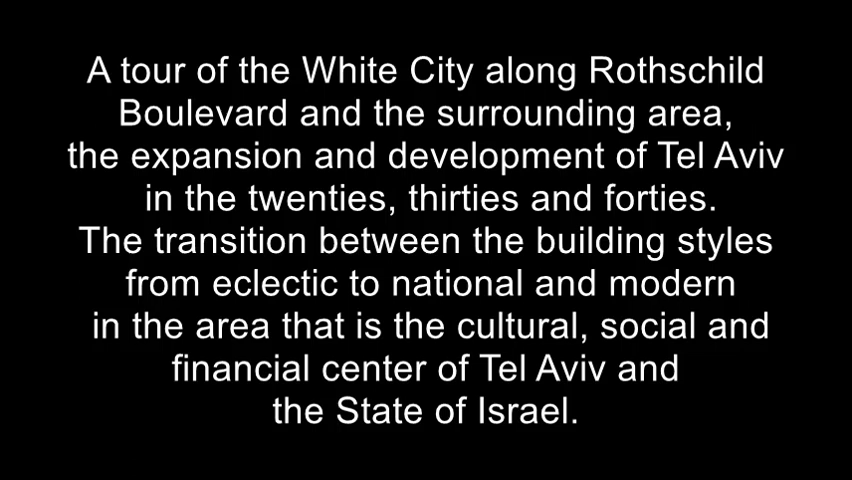 A tour of the White City along Rothschild
Boulevard and the surrounding area,
the expansion and development of Tel Aviv
in the twenties, thirties and forties.
The transition between the building styles
from eclectic to national and modern
in the area that is the cultural, social and
financial center of Tel Aviv and
the State of Israel.